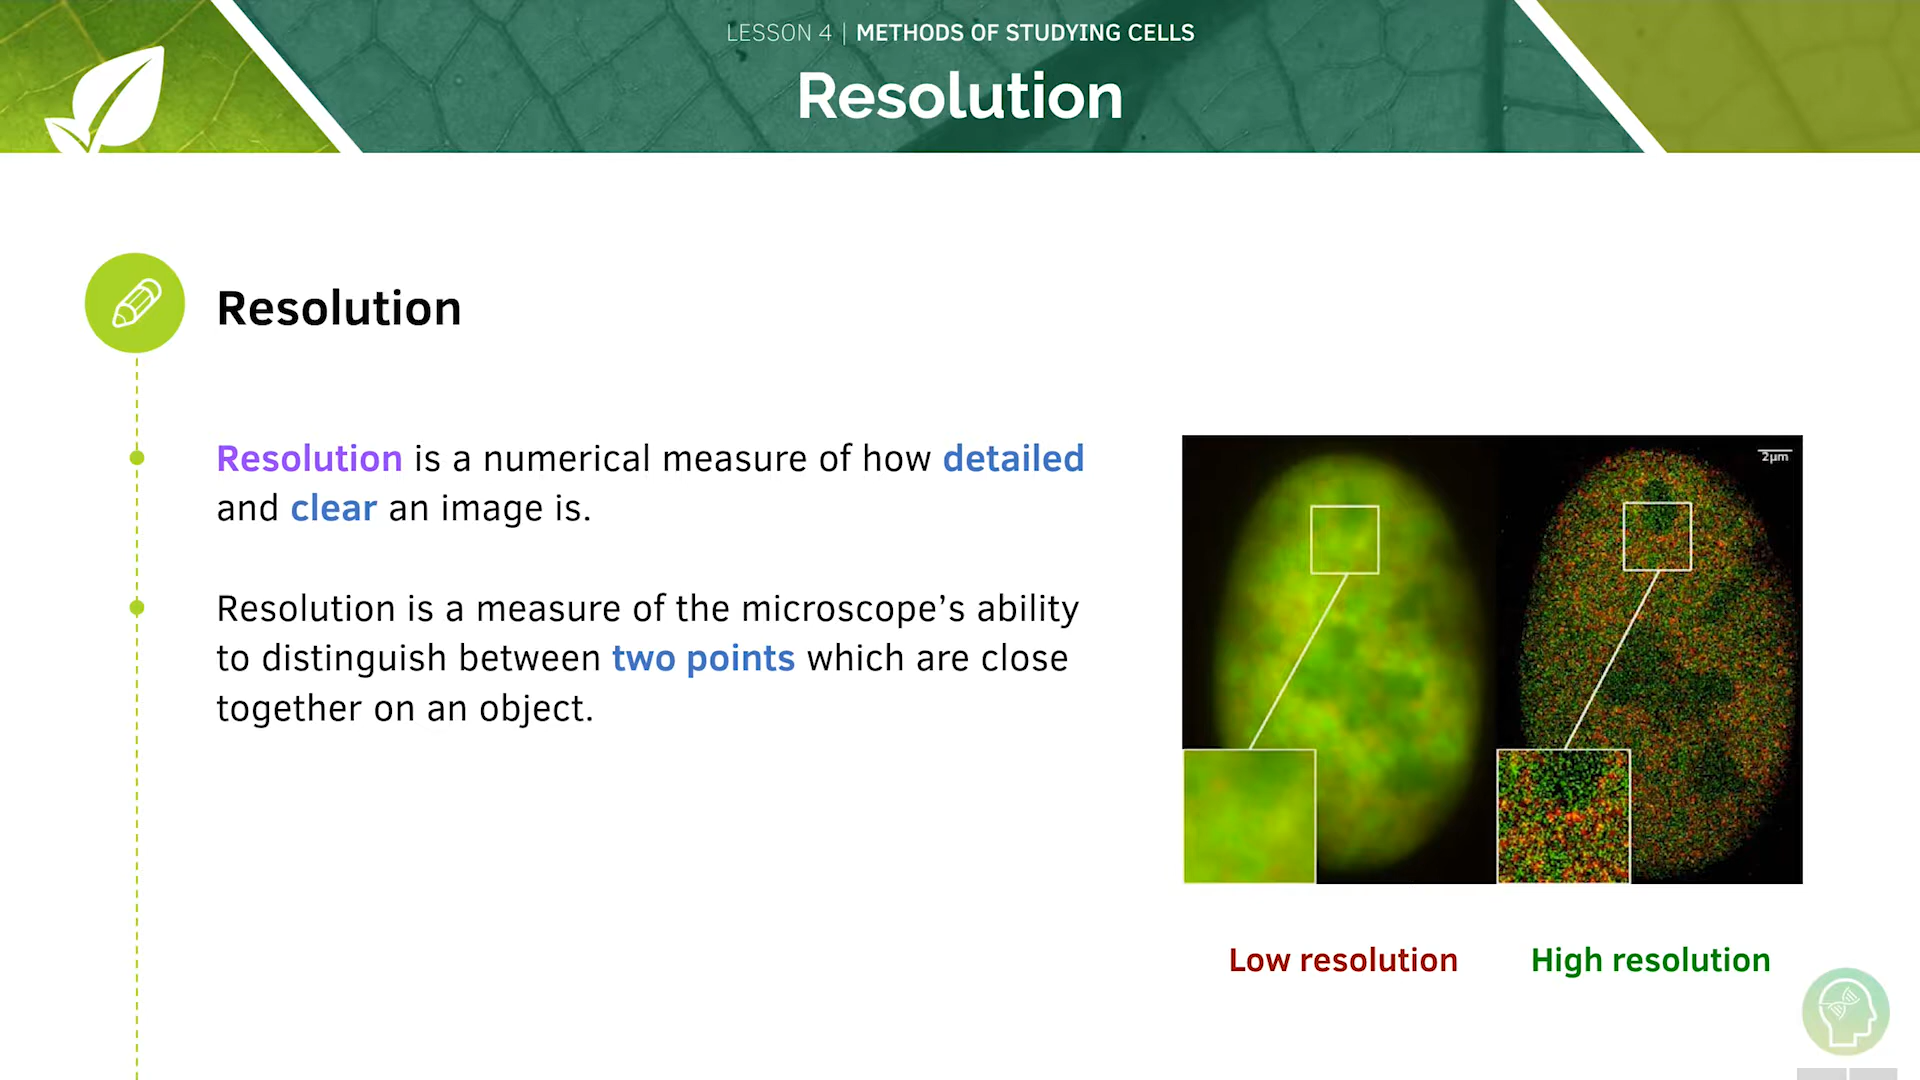 LESSON 4 | METHODS OF STUDYING CELLS
Resolution
Resolution
Resolution is a numerical measure of how detailed
and clear an image is.
Resolution is a measure of the microscope’s ability
to distinguish between two points which are close
together on an object.
2µm
Low resolution
High resolution